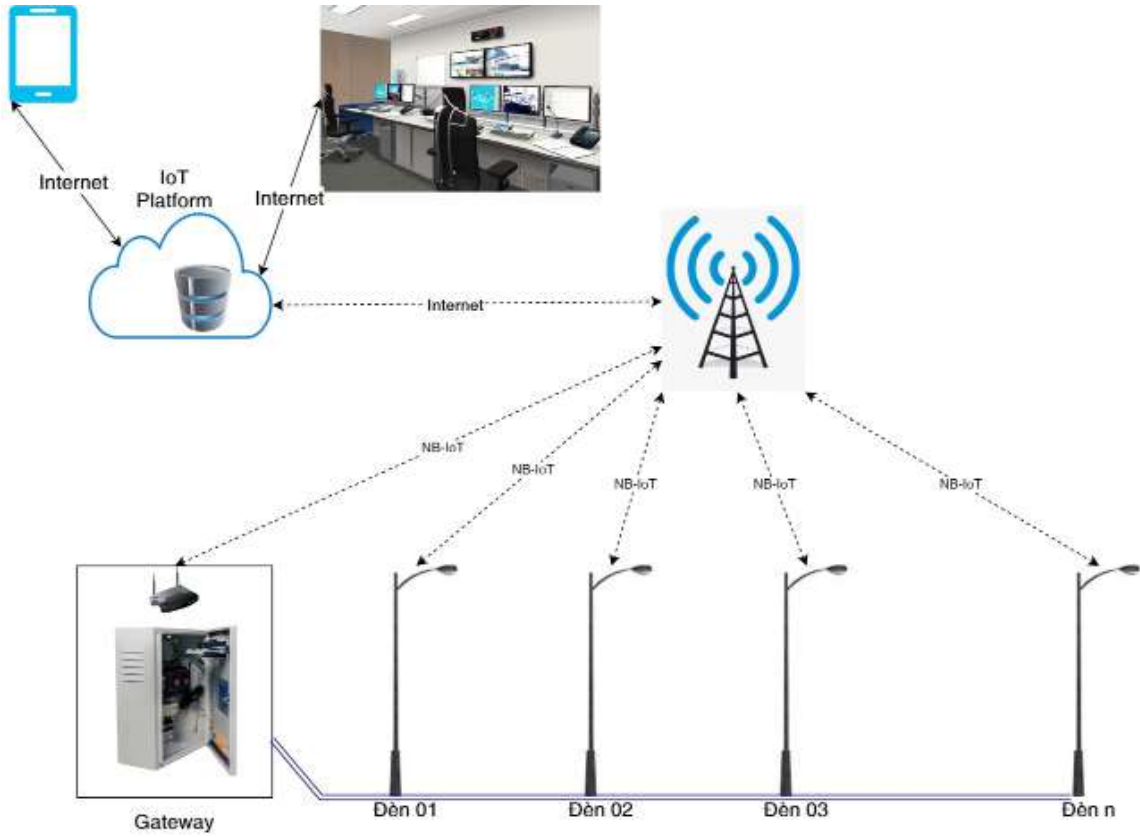 Internet
IoT
Platform
Internet
Internet
NB-IoT
NB-IoT
NB-IoT
NB-IoT
NB-IoT
Gateway
Đèn 01
Đèn 02
Đèn 03
Đèn n